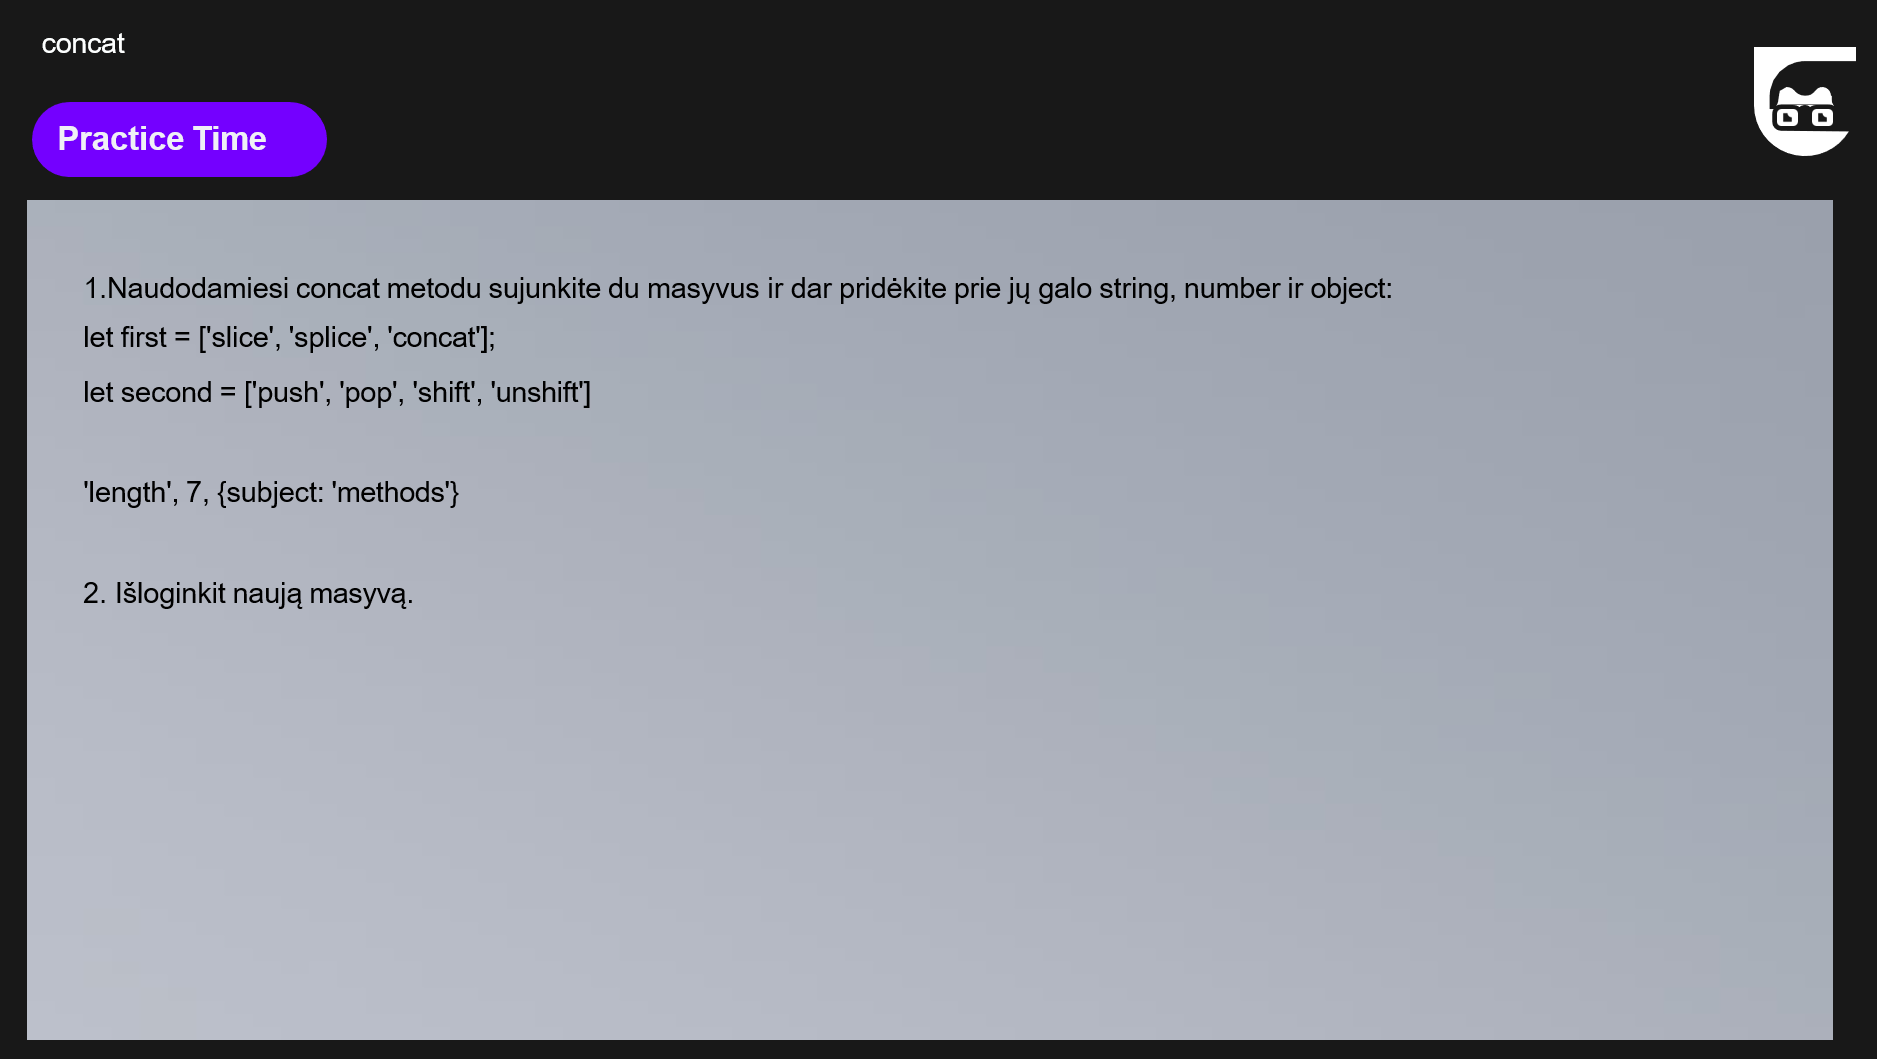 concat
Practice Time
1.Naudodamiesi concat metodu sujunkite du masyvus ir dar pridėkite prie jų galo string, number ir object:
let first = ['slice', 'splice', 'concat'];
let second = ['push', 'pop', 'shift', 'unshift']
'length', 7, {subject: 'methods'}
2. Išloginkit naują masyvą.